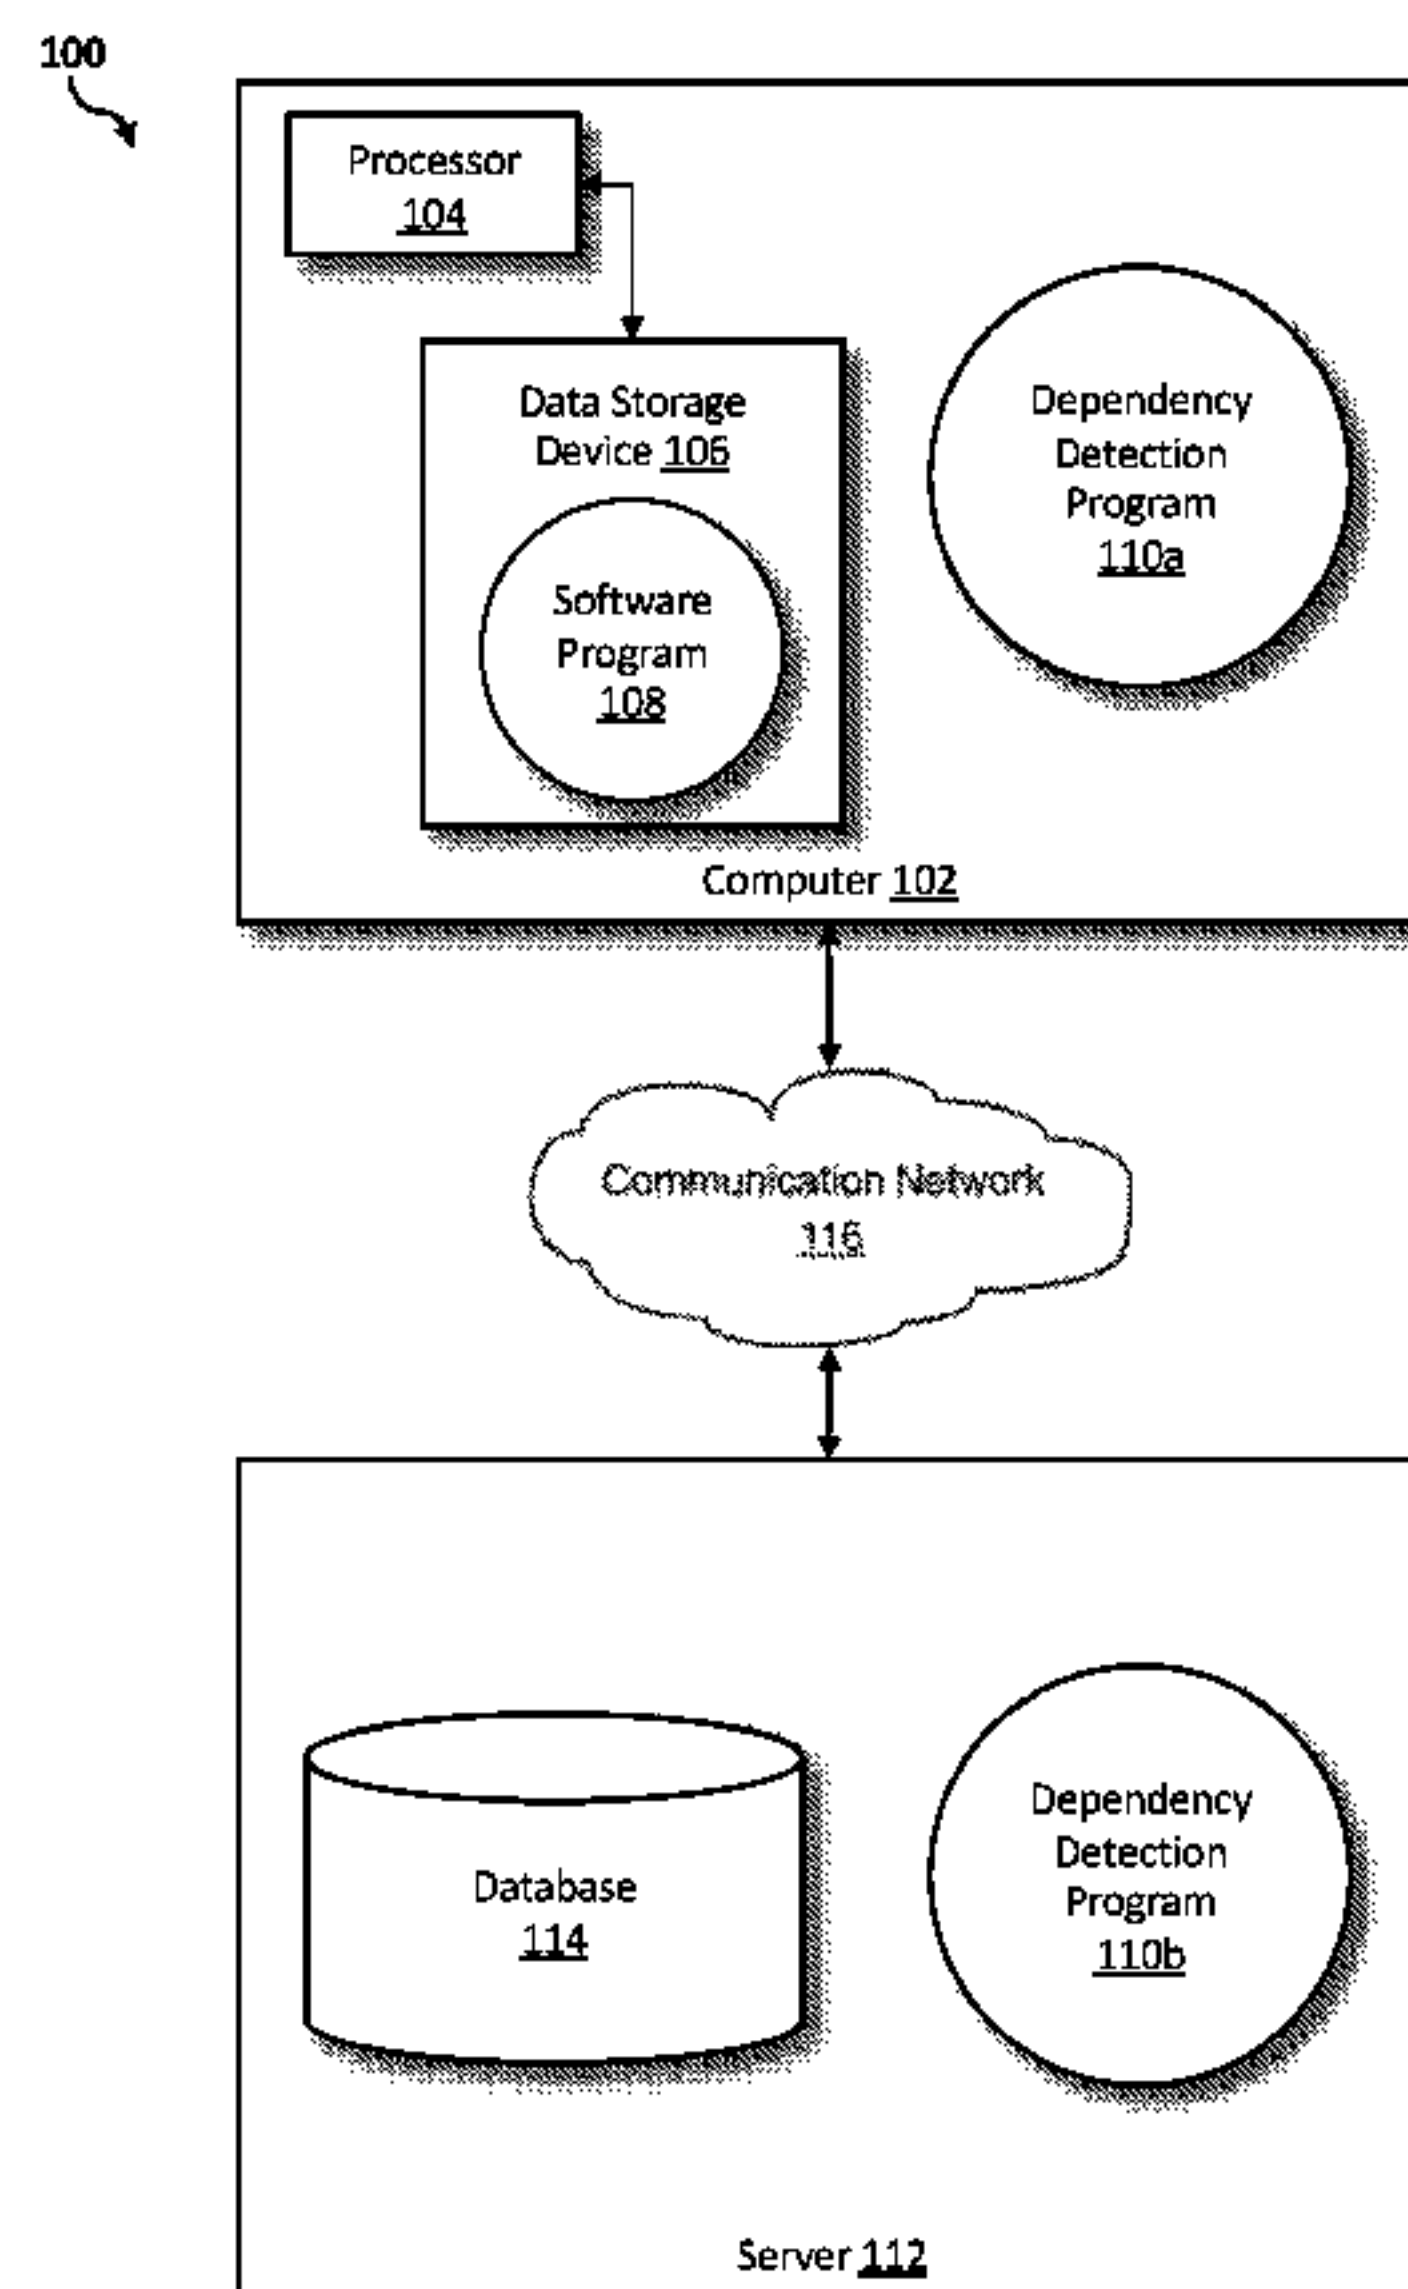 100
Processor
104
Data Storage
Device 106
Software
Program
108
Dependency
Detection
Program
110a
Computer 102
Communication Network
116
Database
114
Dependency
Detection
Program
110b
Server 112